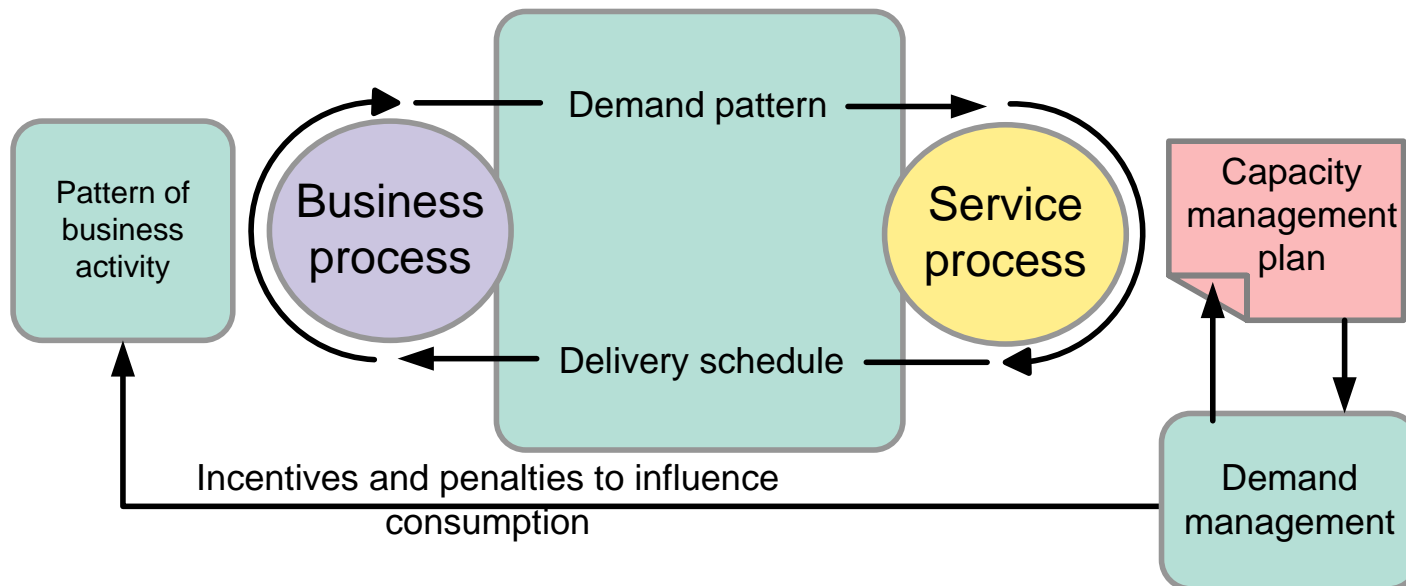 Demand pattern
Pattern of
business
activity
Business
process
Service
process
Capacity
management
plan
Delivery schedule
Incentives and penalties to influence
consumption
Demand
management